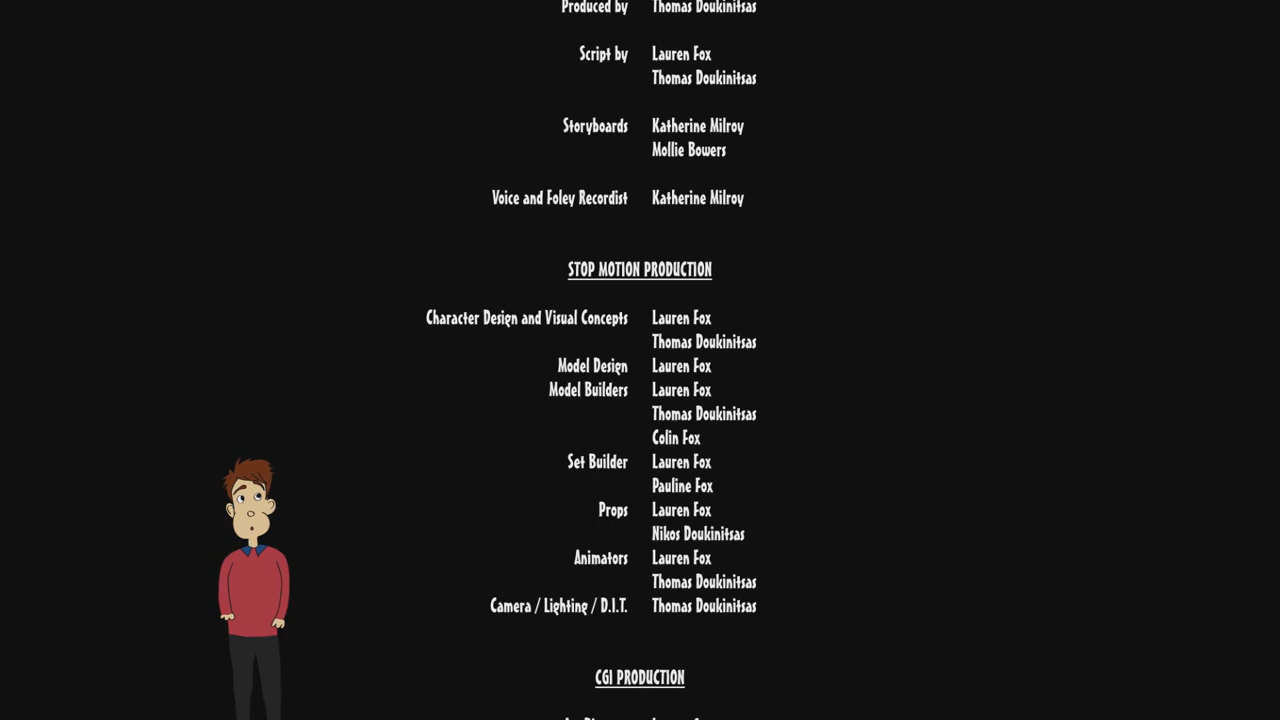 Produced by Thomas Doukinitsas
Script by Lauren Fox
Thomas Doukinitsas
Storyboards Katherine Milroy
Mollie Bowers
Voice and Foley Recordist Katherine Milroy
STOP MOTION PRODUCTION
Character Design and Visual Concepts Lauren Fox
Thomas Doukinitsas
Model Design Lauren Fox
Model Builders Lauren Fox
Thomas Doukinitsas
Colin Fox
Set Builder Lauren Fox
Pauline Fox
Props Lauren Fox
Nikos Doukinitsas
Animators Lauren Fox
Thomas Doukinitsas
Camera / Lighting / D.I.T. Thomas Doukinitsas
CGI PRODUCTION